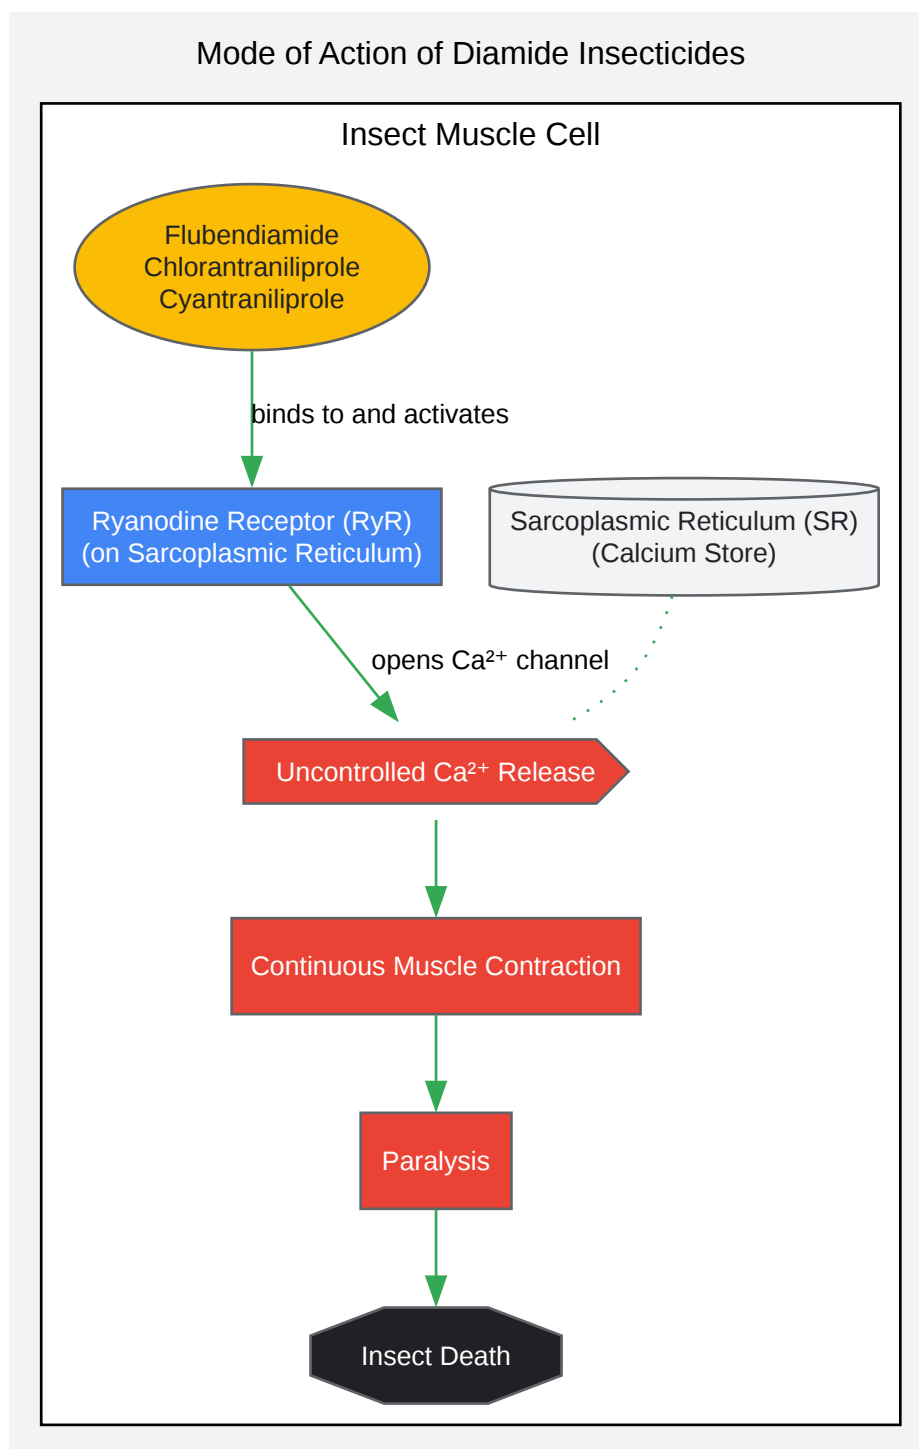 Mode of Action of Diamide Insecticides
Insect Muscle Cell
Flubendiamide
Chlorantraniliprole
Cyantraniliprole
binds to and activates
Ryanodine Receptor (RyR)
(on Sarcoplasmic Reticulum)
Sarcoplasmic Reticulum (SR)
(Calcium Store)
opens Ca²⁺ channel
Uncontrolled Ca²⁺ Release
Continuous Muscle Contraction
Paralysis
Insect Death